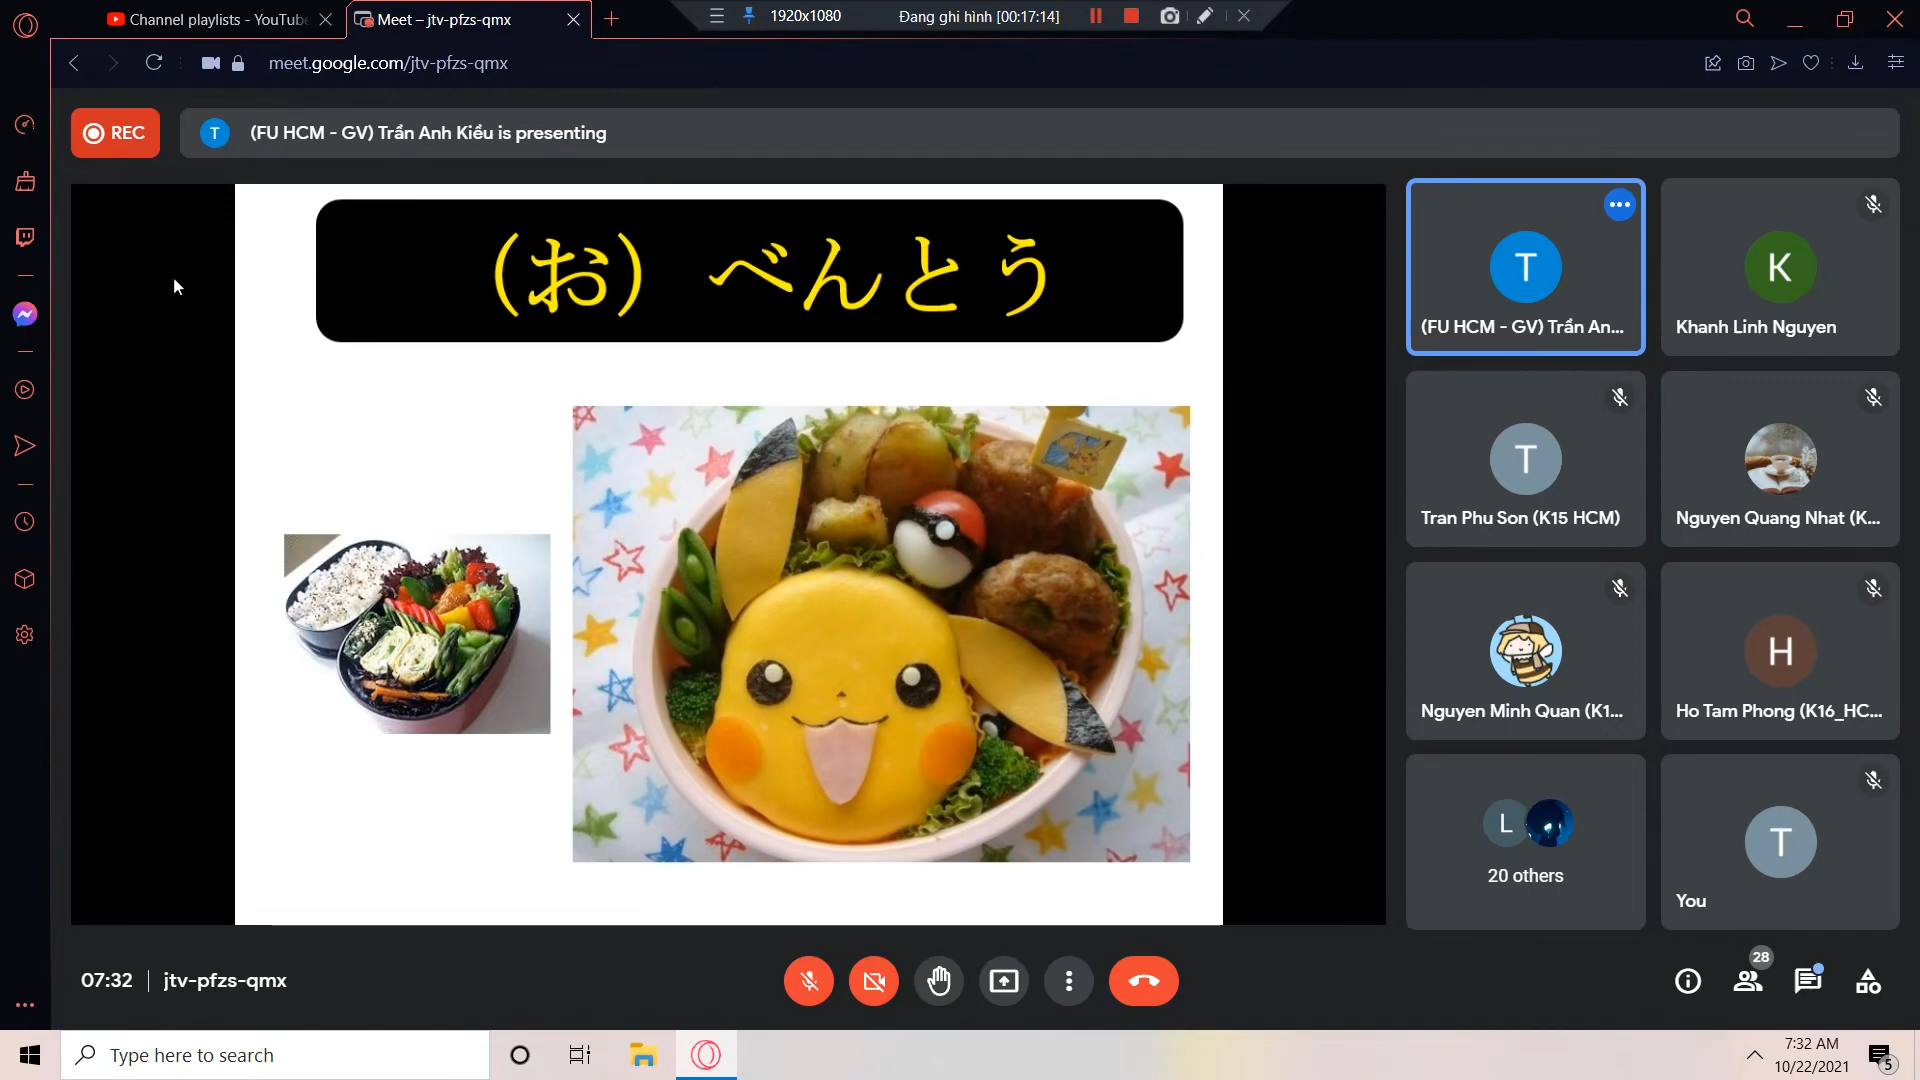 Channel playlists - YouTube
Meet – jtv-pfzs-qmx
1920x1080
Đang ghi hình [00:17:14]
meet.google.com/jtv-pfzs-qmx
REC
T
(FU HCM - GV) Trần Anh Kiều is presenting
（お）べんとう
T
(FU HCM - GV) Trần An...
K
Khanh Linh Nguyen
T
Tran Phu Son (K15 HCM)
Nguyen Quang Nhat (K...
Nguyen Minh Quan (K1...
H
Ho Tam Phong (K16_HC...
L
20 others
T
You
07:32
jtv-pfzs-qmx
28
Type here to search
7:32 AM
10/22/2021
5